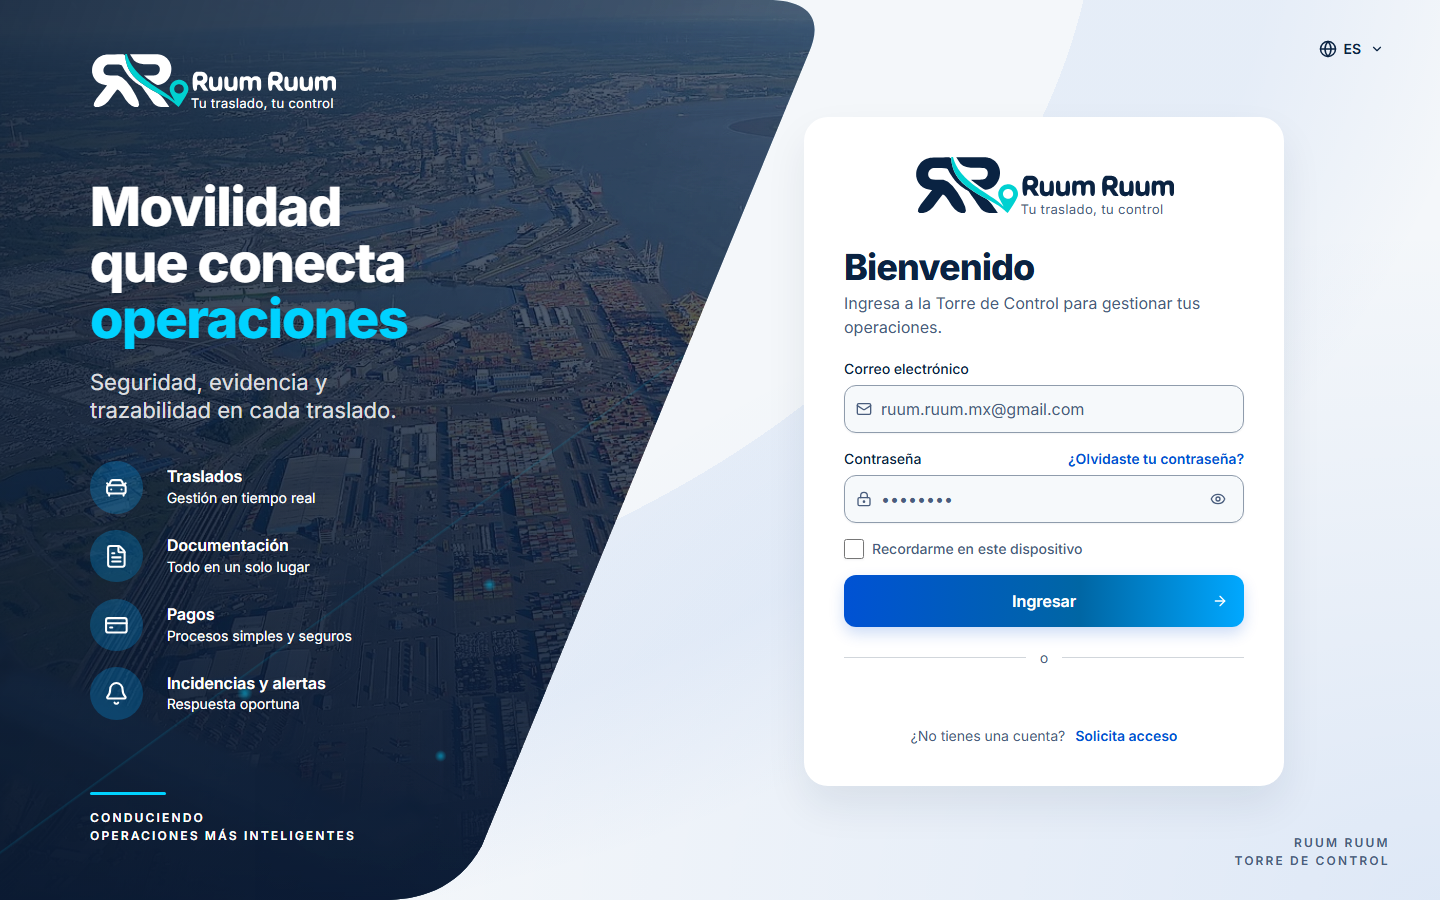 Ruum Ruum
Tu traslado, tu control
Movilidad
que conecta
operaciones
Seguridad, evidencia y
trazabilidad en cada traslado.
Traslados
Gestión en tiempo real
Documentación
Todo en un solo lugar
Pagos
Procesos simples y seguros
Incidencias y alertas
Respuesta oportuna
CONDUCIENDO
OPERACIONES MÁS INTELIGENTES
ES
Ruum Ruum
Tu traslado, tu control
Bienvenido
Ingresa a la Torre de Control para gestionar tus
operaciones.
Correo electrónico
ruum.ruum.mx@gmail.com
Contraseña ¿Olvidaste tu contraseña?
••••••••
Recordarme en este dispositivo
Ingresar
o
¿No tienes una cuenta? Solicita acceso
RUUM RUUM
TORRE DE CONTROL